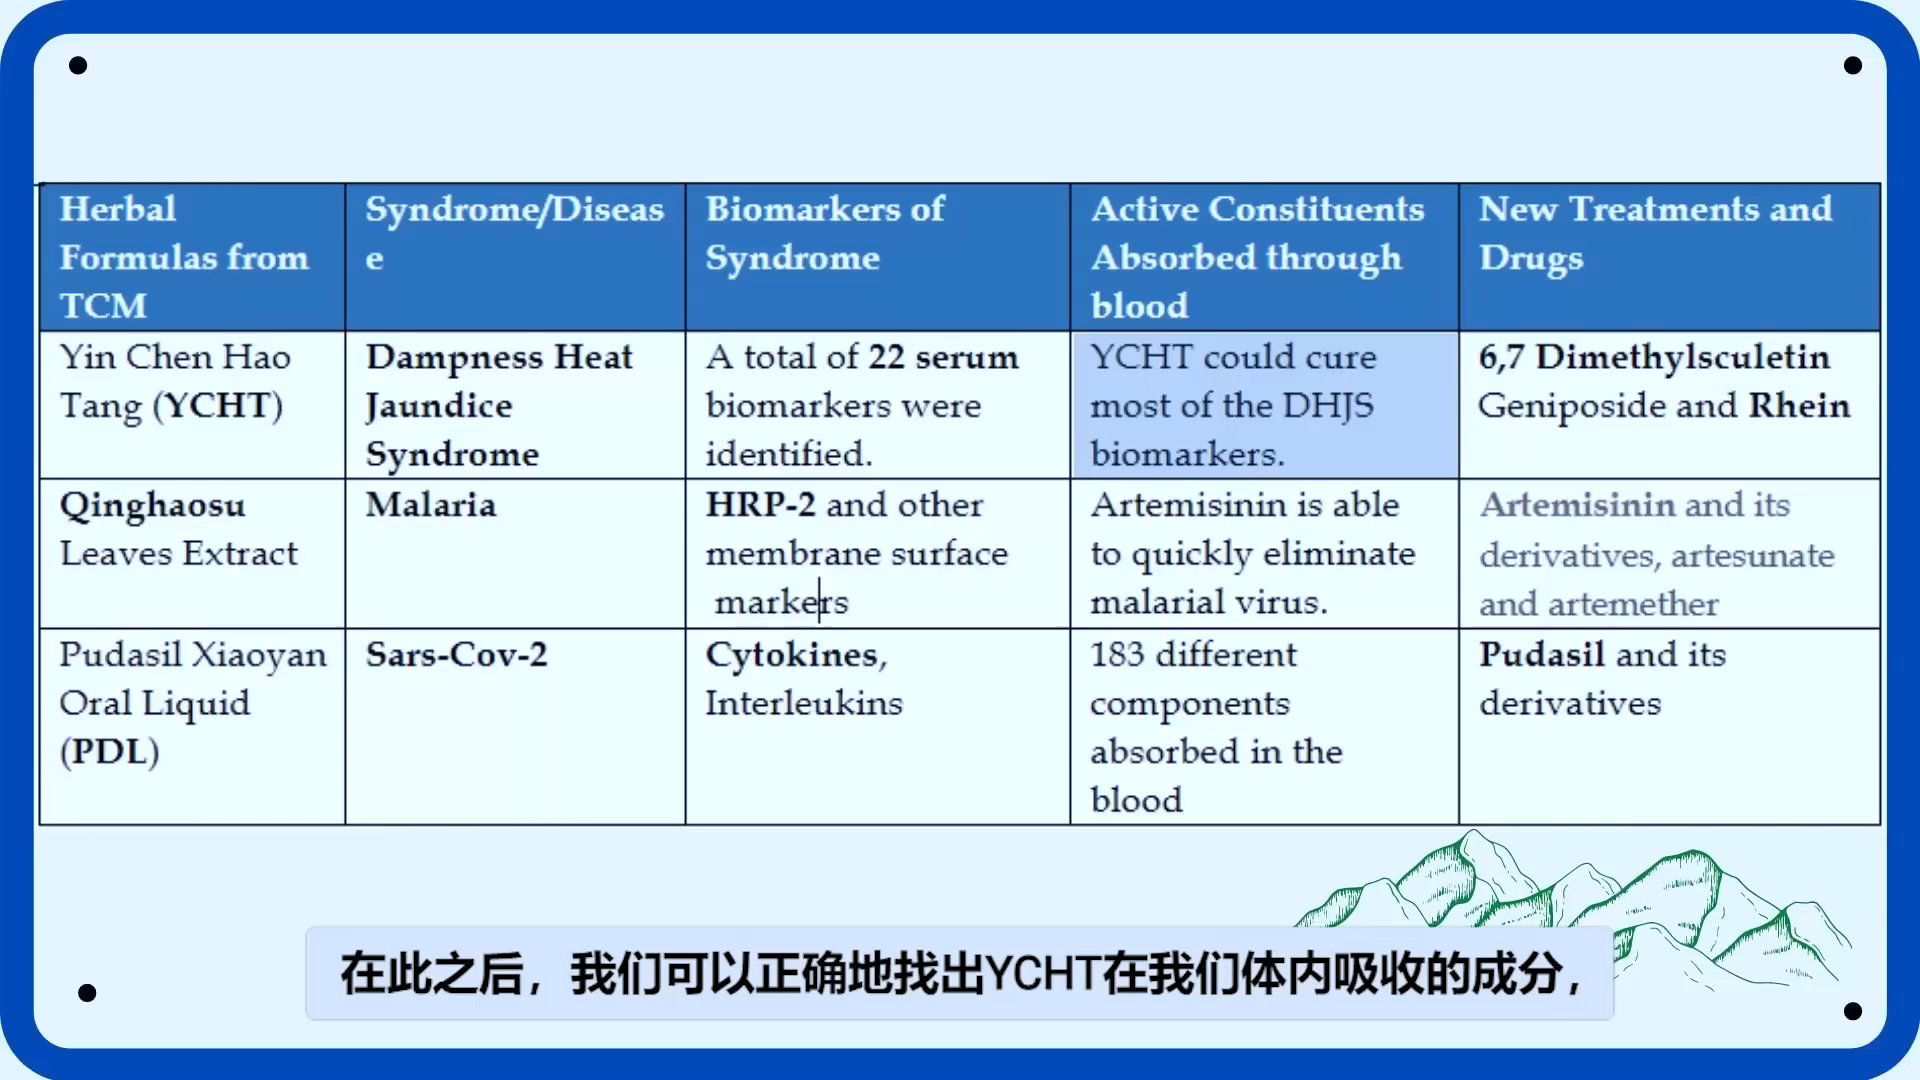 Herbal
Formulas from
TCM
Syndrome/Diseas
e
Biomarkers of
Syndrome
Active Constituents
Absorbed through
blood
New Treatments and
Drugs
Yin Chen Hao
Tang (YCHT)
Dampness Heat
Jaundice
Syndrome
A total of 22 serum
biomarkers were
identified.
YCHT could cure
most of the DHJS
biomarkers.
6,7 Dimethylsculetin
Geniposide and Rhein
Qinghaosu
Leaves Extract
Malaria
HRP-2 and other
membrane surface
markers
Artemisinin is able
to quickly eliminate
malarial virus.
Artemisinin and its
derivatives, artesunate
and artemether
Pudasil Xiaoyan
Oral Liquid
(PDL)
Sars-Cov-2
Cytokines,
Interleukins
183 different
components
absorbed in the
blood
Pudasil and its
derivatives
在此之后，我们可以正确地找出YCHT在我们体内吸收的成分，